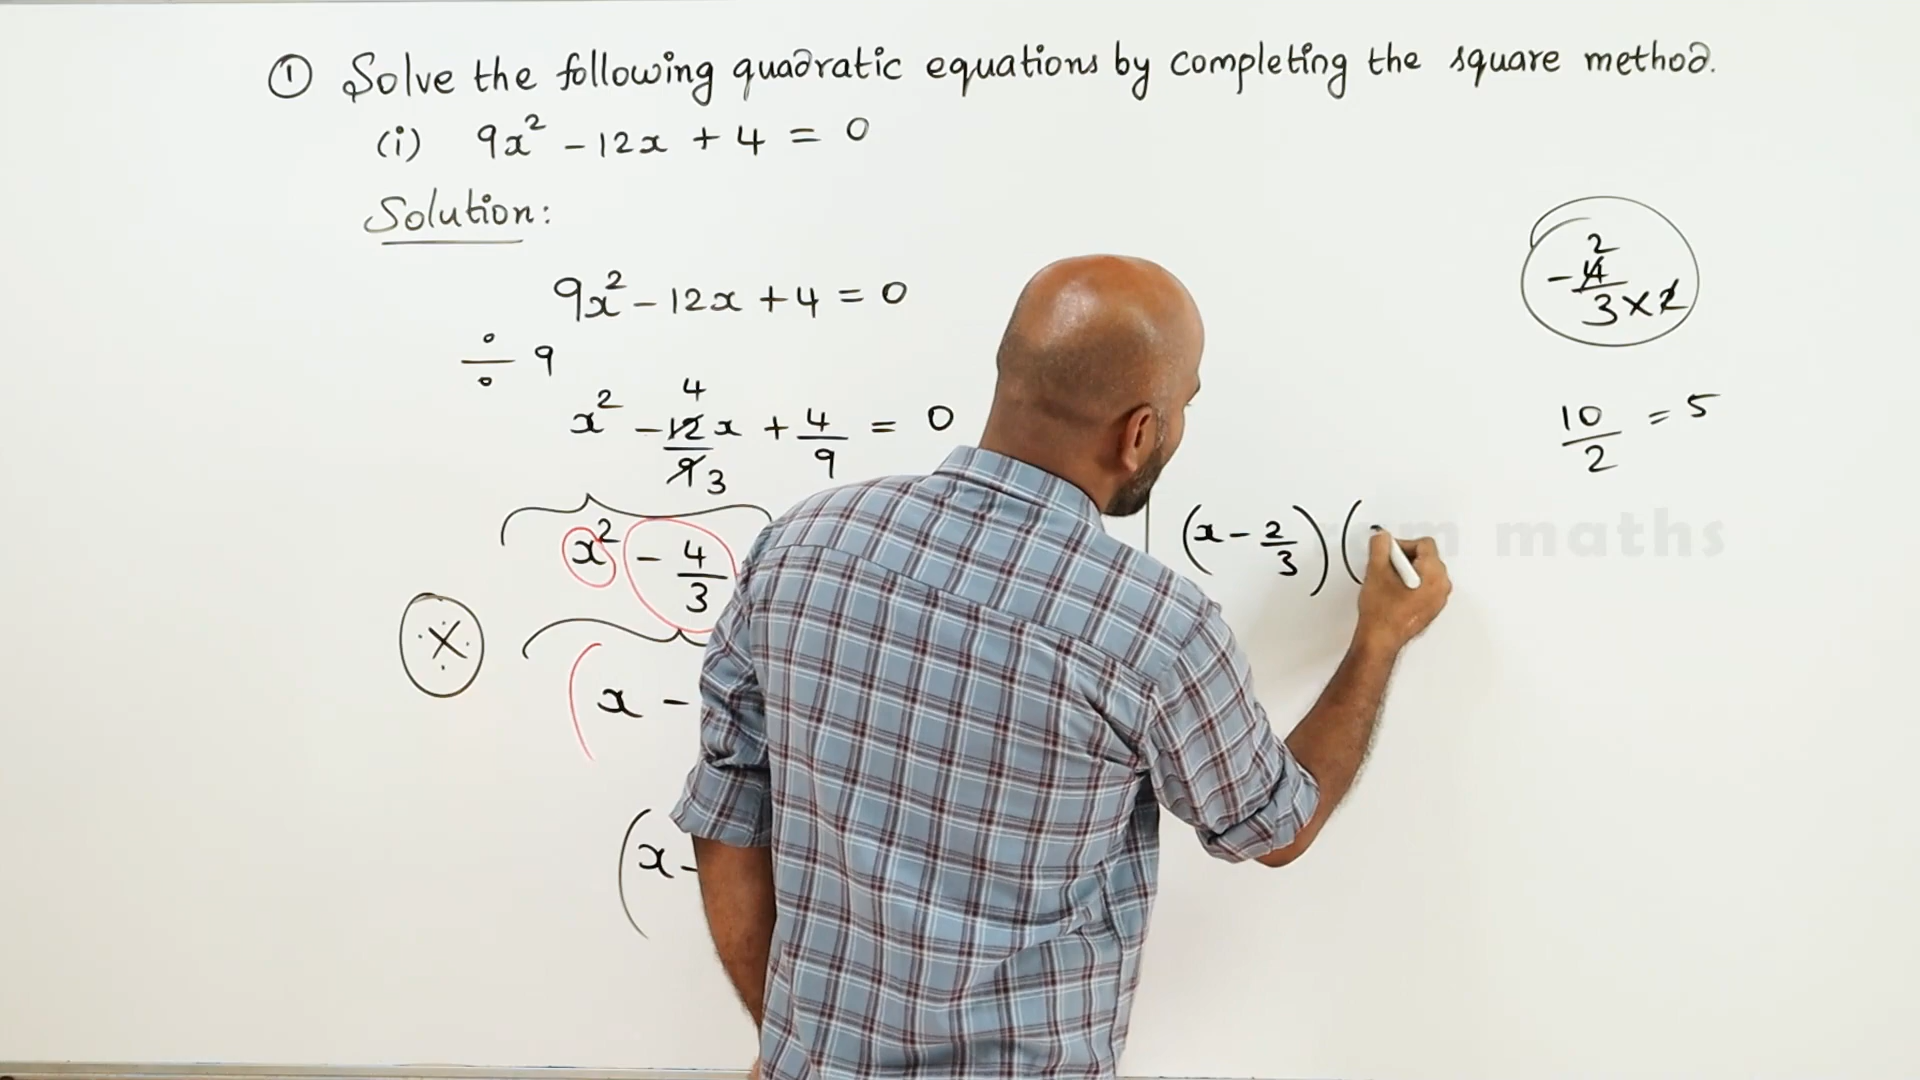 ① Solve the following quadratic equations by completing the square method.
(i) 9x² - 12x + 4 = 0
Solution:
9x² - 12x + 4 = 0
÷ 9
x² - 12/9 x + 4/9 = 0
4
3
x² - 4/3
X
(x -
(x -
(x - 2/3)(
2
- 4/3×2
10/2 = 5
maths